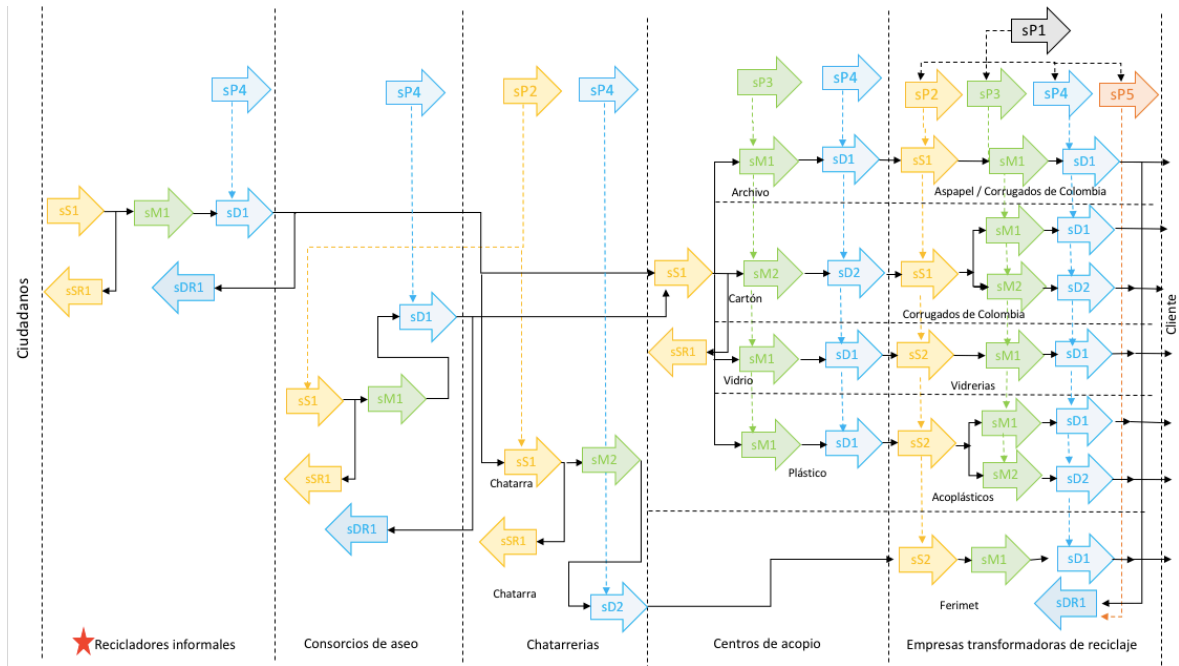 sP1
sP4
sP4
sP2
sP4
sP3
sP4
sP2
sP3
sP4
sP5
sM1
sD1
sS1
sM1
sD1
Archivo
Aspapel / Corrugados de Colombia
sS1
sM1
sD1
sM1
sD1
sSR1
sDR1
sS1
sM2
sD2
sS1
sM2
sD2
Cartón
Corrugados de Colombia
sD1
sSR1
sM1
sD1
sS2
sM1
sD1
Vidrio
Vidrerias
sS1
sM1
sM1
sD1
sM1
sD1
sS2
Plástico
sS1
sM2
Chatarra
sSR1
sM2
sD2
Acoplásticos
sDR1
sSR1
sS2
sM1
sD1
Chatarra
sD2
Ferimet
sDR1
Ciudadanos
Cliente
Recicladores informales
Consorcios de aseo
Chatarrerias
Centros de acopio
Empresas transformadoras de reciclaje